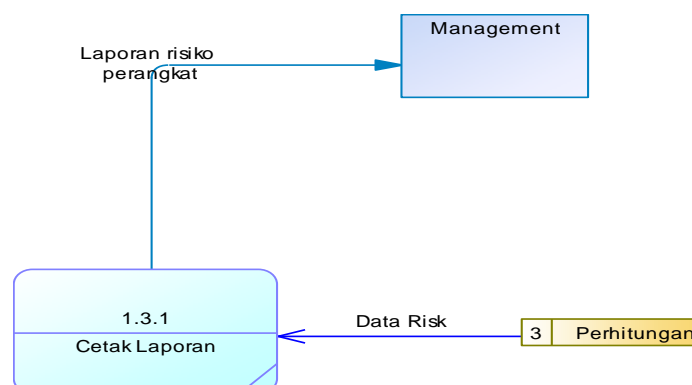 Management
Laporan risiko
perangkat
1.3.1
Cetak Laporan
Data Risk
3
Perhitungan